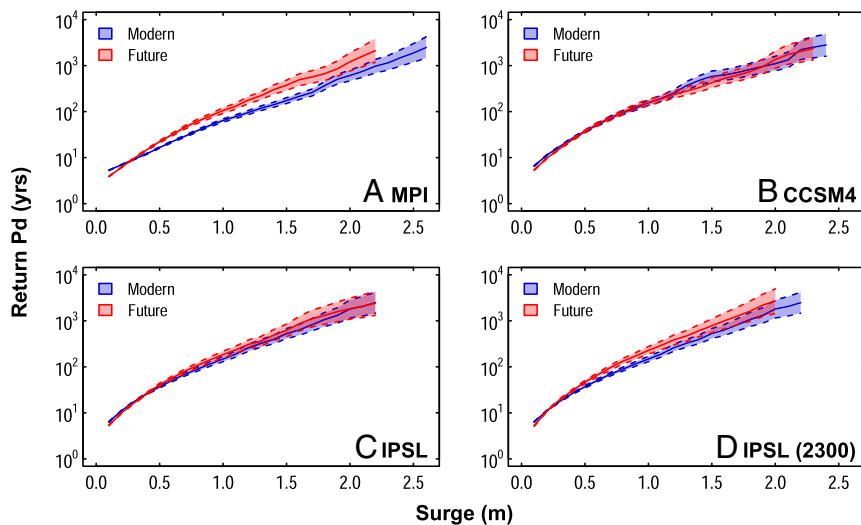 Return Pd (yrs)
10⁴
10³
10²
10¹
10⁰
Modern
Future
A MPI
0.0 0.5 1.0 1.5 2.0 2.5
10⁴
10³
10²
10¹
10⁰
Modern
Future
B CCSM4
0.0 0.5 1.0 1.5 2.0 2.5
10⁴
10³
10²
10¹
10⁰
Modern
Future
C IPSL
0.0 0.5 1.0 1.5 2.0 2.5
10⁴
10³
10²
10¹
10⁰
Modern
Future
D IPSL (2300)
0.0 0.5 1.0 1.5 2.0 2.5
Surge (m)